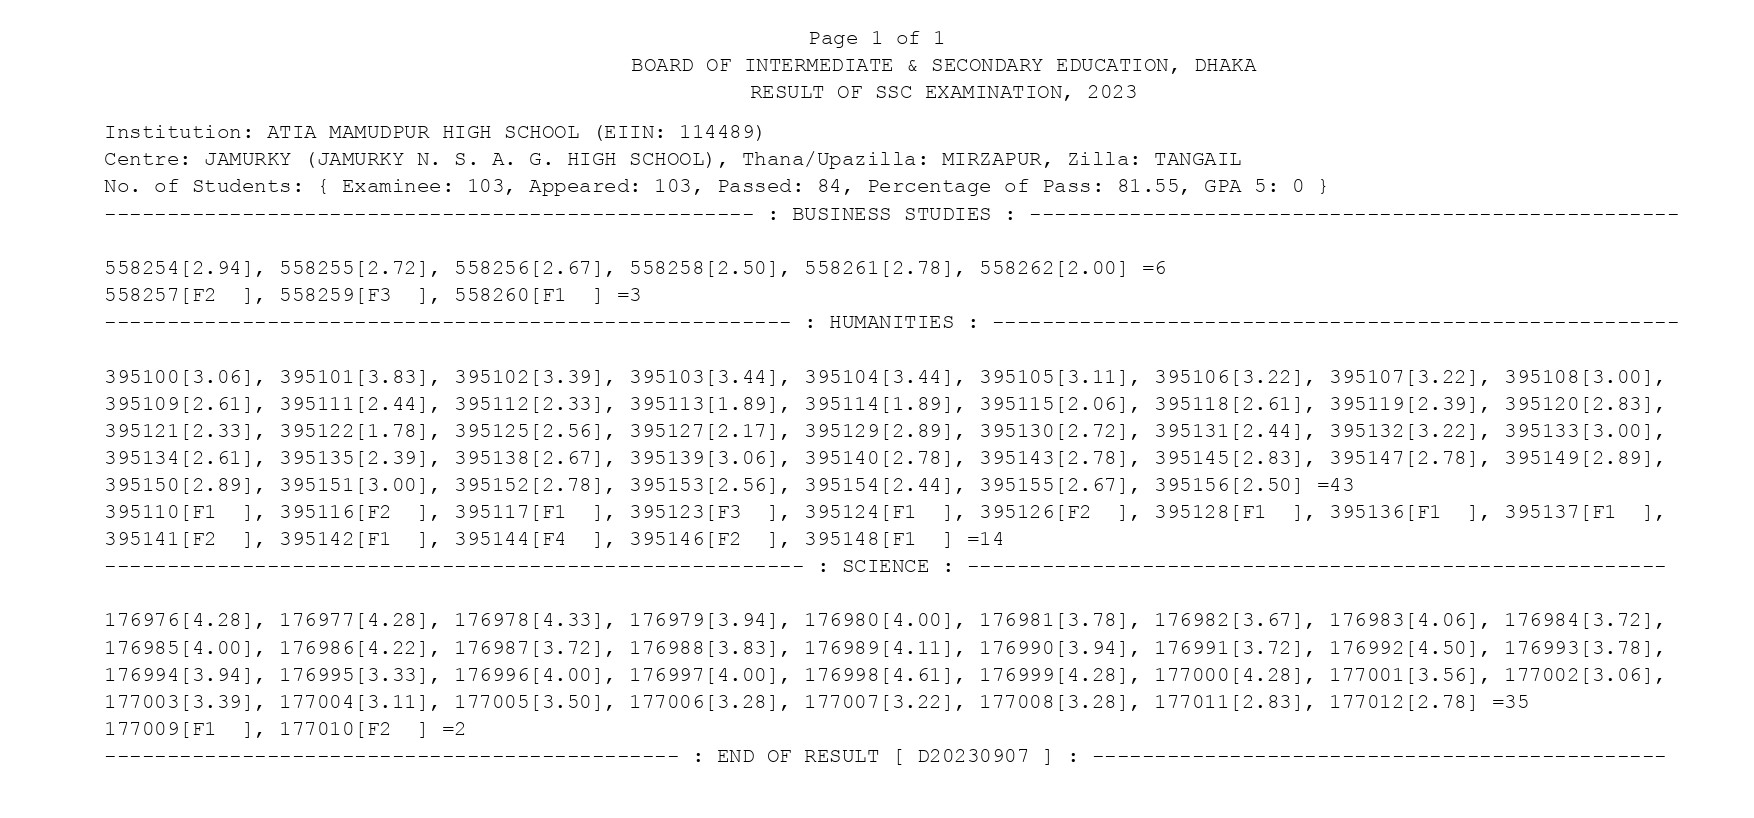 Page 1 of 1
BOARD OF INTERMEDIATE & SECONDARY EDUCATION, DHAKA
RESULT OF SSC EXAMINATION, 2023
Institution: ATIA MAMUDPUR HIGH SCHOOL (EIIN: 114489)
Centre: JAMURKY (JAMURKY N. S. A. G. HIGH SCHOOL), Thana/Upazilla: MIRZAPUR, Zilla: TANGAIL
No. of Students: { Examinee: 103, Appeared: 103, Passed: 84, Percentage of Pass: 81.55, GPA 5: 0 }
---------------------------------------------------- : BUSINESS STUDIES : ----------------------------------------------------
558254[2.94], 558255[2.72], 558256[2.67], 558258[2.50], 558261[2.78], 558262[2.00] =6
558257[F2  ], 558259[F3  ], 558260[F1  ] =3
------------------------------------------------------- : HUMANITIES : -------------------------------------------------------
395100[3.06], 395101[3.83], 395102[3.39], 395103[3.44], 395104[3.44], 395105[3.11], 395106[3.22], 395107[3.22], 395108[3.00],
395109[2.61], 395111[2.44], 395112[2.33], 395113[1.89], 395114[1.89], 395115[2.06], 395118[2.61], 395119[2.39], 395120[2.83],
395121[2.33], 395122[1.78], 395125[2.56], 395127[2.17], 395129[2.89], 395130[2.72], 395131[2.44], 395132[3.22], 395133[3.00],
395134[2.61], 395135[2.39], 395138[2.67], 395139[3.06], 395140[2.78], 395143[2.78], 395145[2.83], 395147[2.78], 395149[2.89],
395150[2.89], 395151[3.00], 395152[2.78], 395153[2.56], 395154[2.44], 395155[2.67], 395156[2.50] =43
395110[F1  ], 395116[F2  ], 395117[F1  ], 395123[F3  ], 395124[F1  ], 395126[F2  ], 395128[F1  ], 395136[F1  ], 395137[F1  ],
395141[F2  ], 395142[F1  ], 395144[F4  ], 395146[F2  ], 395148[F1  ] =14
-------------------------------------------------------- : SCIENCE : --------------------------------------------------------
176976[4.28], 176977[4.28], 176978[4.33], 176979[3.94], 176980[4.00], 176981[3.78], 176982[3.67], 176983[4.06], 176984[3.72],
176985[4.00], 176986[4.22], 176987[3.72], 176988[3.83], 176989[4.11], 176990[3.94], 176991[3.72], 176992[4.50], 176993[3.78],
176994[3.94], 176995[3.33], 176996[4.00], 176997[4.00], 176998[4.61], 176999[4.28], 177000[4.28], 177001[3.56], 177002[3.06],
177003[3.39], 177004[3.11], 177005[3.50], 177006[3.28], 177007[3.22], 177008[3.28], 177011[2.83], 177012[2.78] =35
177009[F1  ], 177010[F2  ] =2
---------------------------------------------- : END OF RESULT [ D20230907 ] : ----------------------------------------------